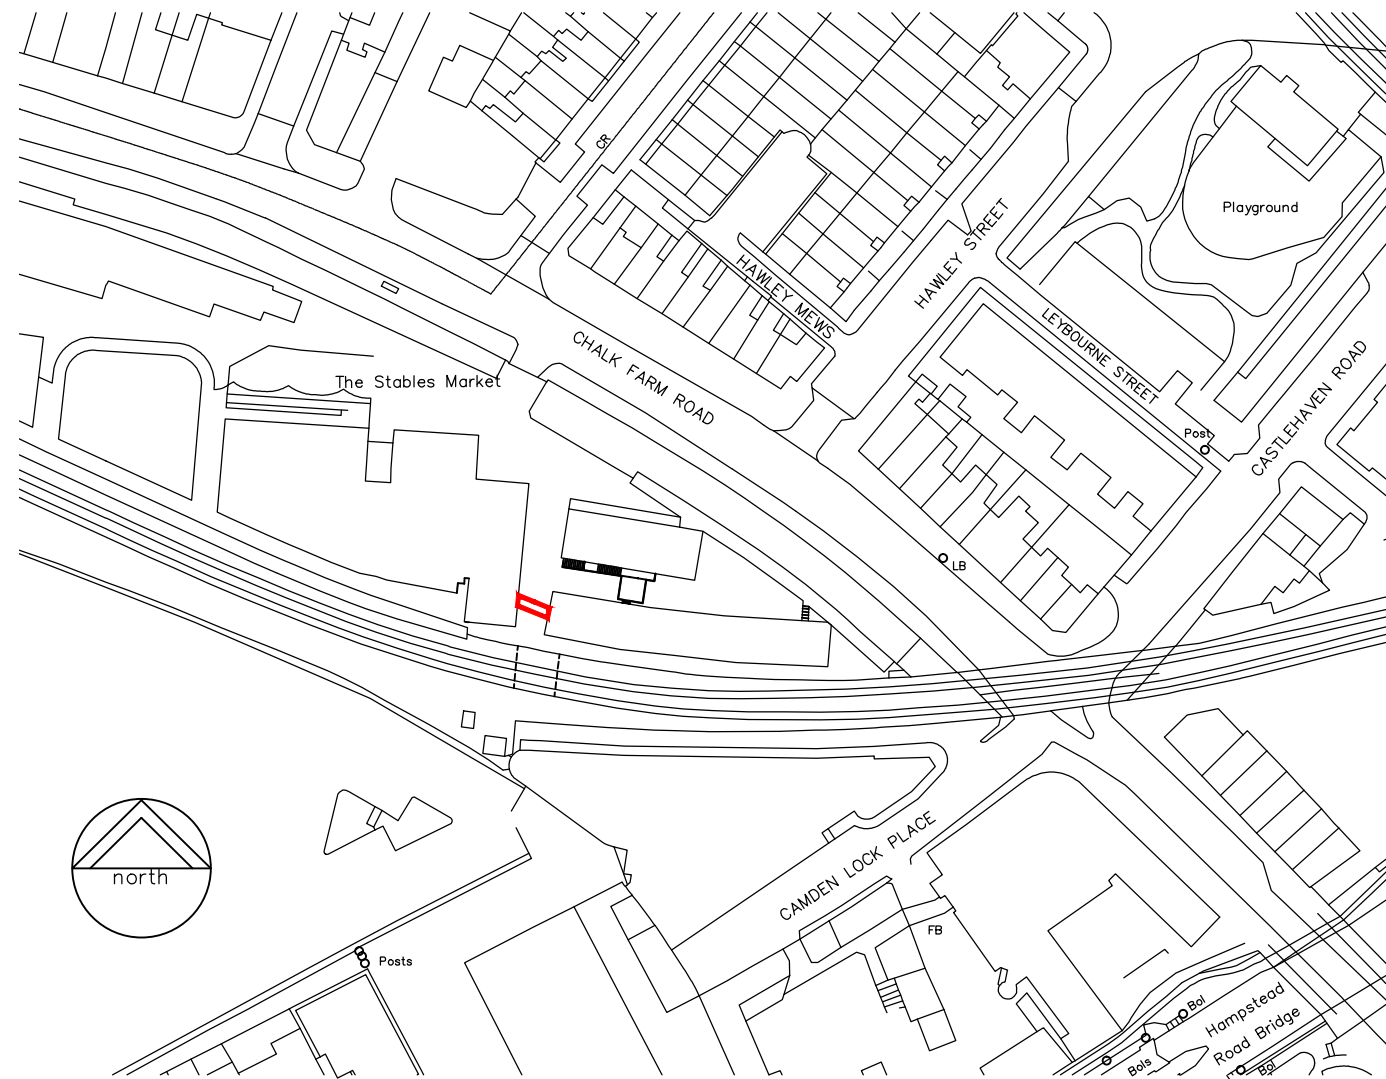 CR
Playground
HAWLEY STREET
HAWLEY MEWS
LEYBOURNE STREET
CHALK FARM ROAD
The Stables Market
CASTLEHAVEN ROAD
Post
LB
CAMDEN LOCK PLACE
north
FB
Posts
Bol
Hampstead
Road Bridge
Bols
Bol